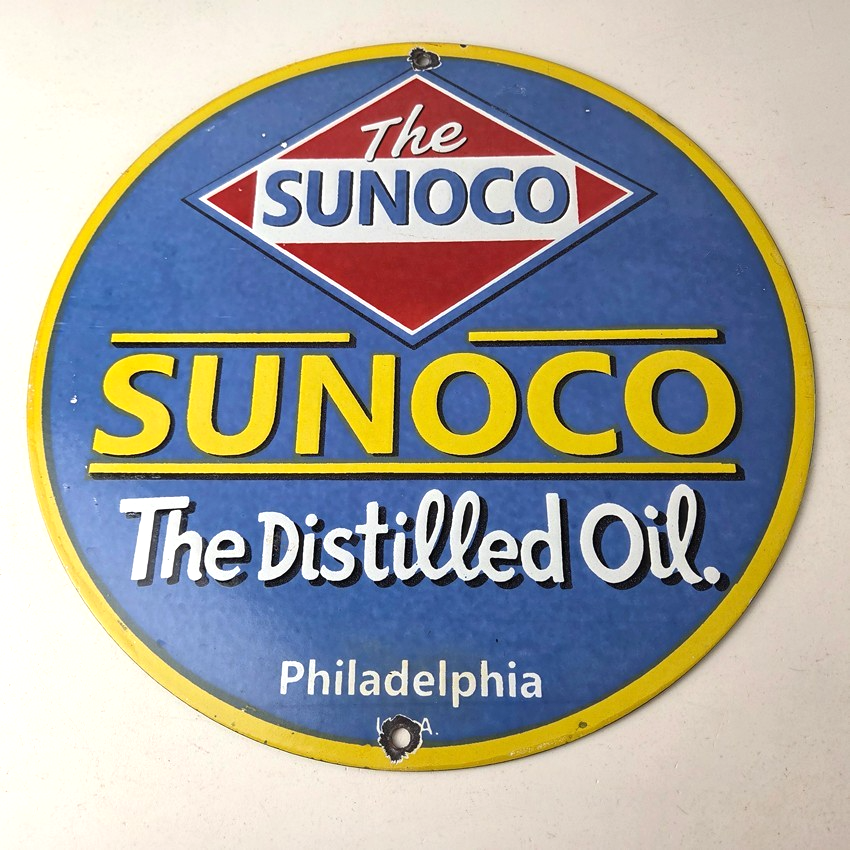 The
SUNOCO
SUNOCO
The Distilled Oil.
Philadelphia